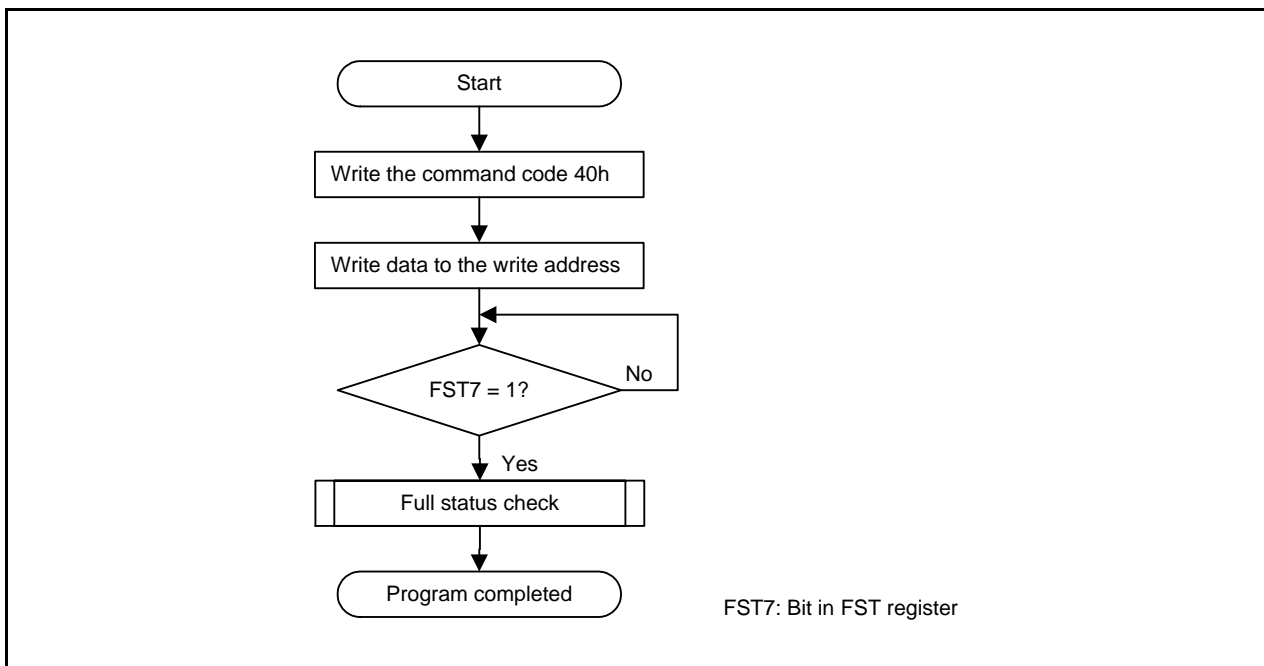 Start
Write the command code 40h
Write data to the write address
FST7 = 1?
No
Yes
Full status check
Program completed
FST7: Bit in FST register